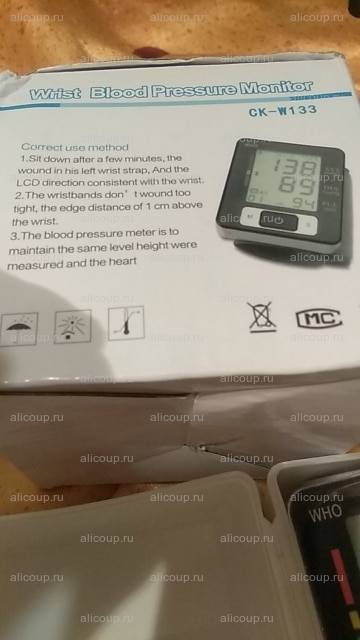 Wrist Blood Pressure Monitor
CK-W133
Correct use method
1.Sit down after a few minutes, the
wound in his left wrist strap, And the
LCD direction consistent with the wrist.
2.The wristbands don't wound too
tight, the edge distance of 1 cm above
the wrist.
3.The blood pressure meter is to
maintain the same level height were
measured and the heart
138
89
94
MC
WHO
alicoup.ru